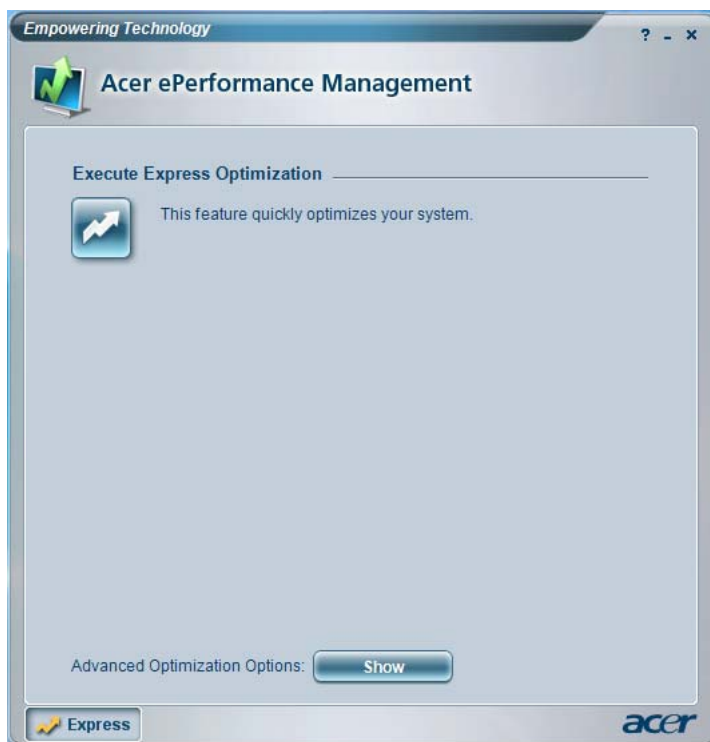 Empowering Technology
? - ×
Acer ePerformance Management
Execute Express Optimization
This feature quickly optimizes your system.
Advanced Optimization Options: Show
Express
acer